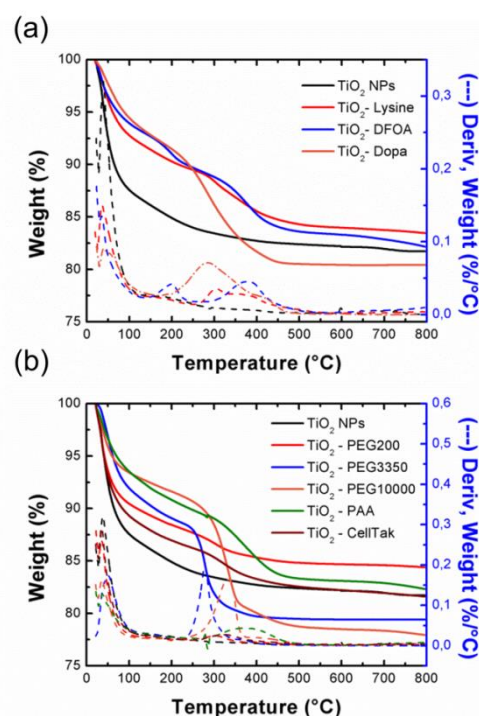 (a)
100
95
90
85
80
75
Weight (%)
0,3
0,2
0,1
0,0
(---) Deriv, Weight (%/°C)
TiO2 NPs
TiO2- Lysine
TiO2- DFOA
TiO2- Dopa
0 100 200 300 400 500 600 700 800
Temperature (°C)
(b)
100
95
90
85
80
75
Weight (%)
0,6
0,5
0,4
0,3
0,2
0,1
0,0
(---) Deriv, Weight (%/°C)
TiO2 NPs
TiO2 - PEG200
TiO2 - PEG3350
TiO2 - PEG10000
TiO2 - PAA
TiO2 - CellTak
0 100 200 300 400 500 600 700 800
Temperature (°C)